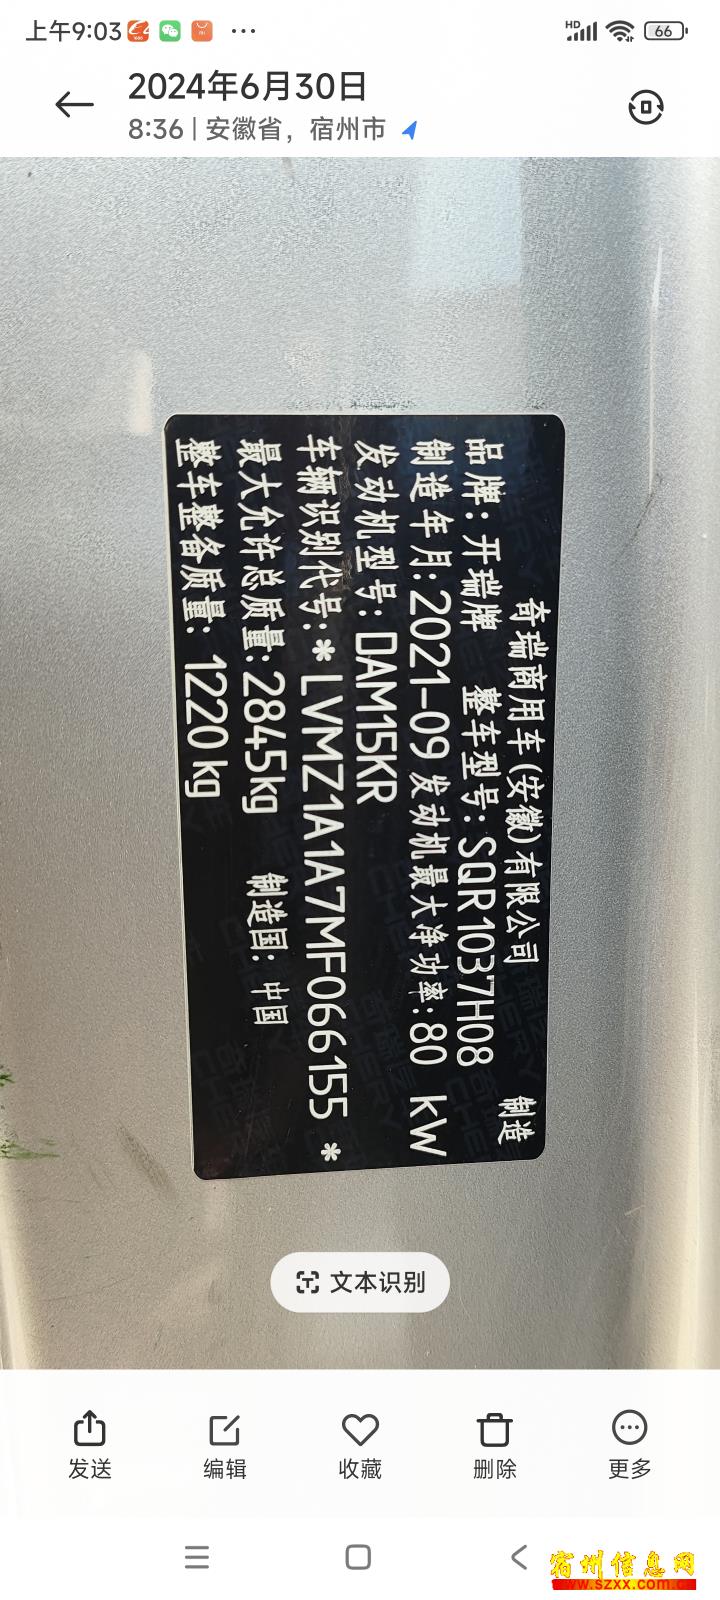 上午9:03
HD
66
2024年6月30日
8:36 | 安徽省，宿州市
奇瑞商用车(安徽)有限公司 制造
品牌:开瑞牌 整车型号:SQR1037H08
制造年月:2021-09 发动机最大净功率:80 kW
发动机型号:DAM15KR
车辆识别代号:*LVMZ1A1A7MF066155*
最大允许总质量:2845kg 制造国:中国
整车整备质量:1220kg
文本识别
发送 编辑 收藏 删除 更多
宿州信息网
www.szxx.com.cn